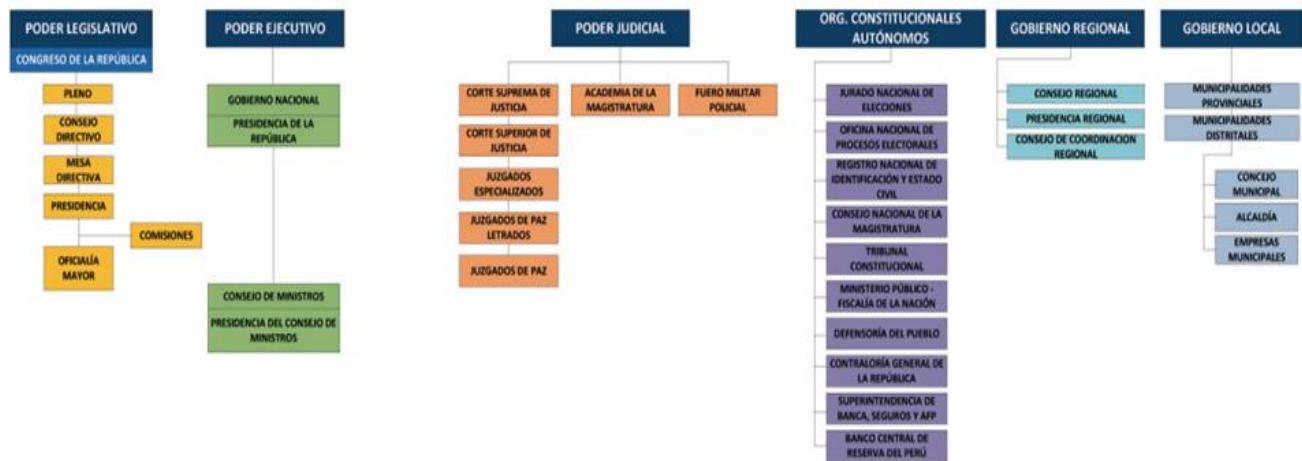 PODER LEGISLATIVO
CONGRESO DE LA REPÚBLICA
PLENO
CONSEJO
DIRECTIVO
MESA
DIRECTIVA
PRESIDENCIA
COMISIONES
OFICIALÍA
MAYOR
PODER EJECUTIVO
GOBIERNO NACIONAL
PRESIDENCIA DE LA
REPÚBLICA
CONSEJO DE MINISTROS
PRESIDENCIA DEL CONSEJO DE
MINISTROS
PODER JUDICIAL
CORTE SUPREMA DE
JUSTICIA
CORTE SUPERIOR DE
JUSTICIA
JUZGADOS
ESPECIALIZADOS
JUZGADOS DE PAZ
LETRADOS
JUZGADOS DE PAZ
ACADEMIA DE LA
MAGISTRATURA
FUERO MILITAR
POLICIAL
ORG. CONSTITUCIONALES
AUTÓNOMOS
JURADO NACIONAL DE
ELECCIONES
OFICINA NACIONAL DE
PROCESOS ELECTORALES
REGISTRO NACIONAL DE
IDENTIFICACIÓN Y ESTADO
CIVIL
CONSEJO NACIONAL DE LA
MAGISTRATURA
TRIBUNAL
CONSTITUCIONAL
MINISTERIO PÚBLICO -
FISCALÍA DE LA NACIÓN
DEFENSORÍA DEL PUEBLO
CONTRALORÍA GENERAL DE
LA REPÚBLICA
SUPERINTENDENCIA DE
BANCA, SEGUROS Y AFP
BANCO CENTRAL DE
RESERVA DEL PERÚ
GOBIERNO REGIONAL
CONSEJO REGIONAL
PRESIDENCIA REGIONAL
CONSEJO DE COORDINACION
REGIONAL
GOBIERNO LOCAL
MUNICIPALIDADES
PROVINCIALES
MUNICIPALIDADES
DISTRITALES
CONCEJO
MUNICIPAL
ALCALDÍA
EMPRESAS
MUNICIPALES